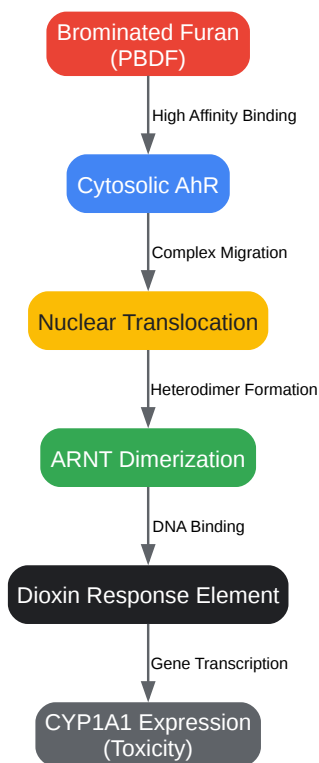 Brominated Furan
(PBDF)
High Affinity Binding
Cytosolic AhR
Complex Migration
Nuclear Translocation
Heterodimer Formation
ARNT Dimerization
DNA Binding
Dioxin Response Element
Gene Transcription
CYP1A1 Expression
(Toxicity)